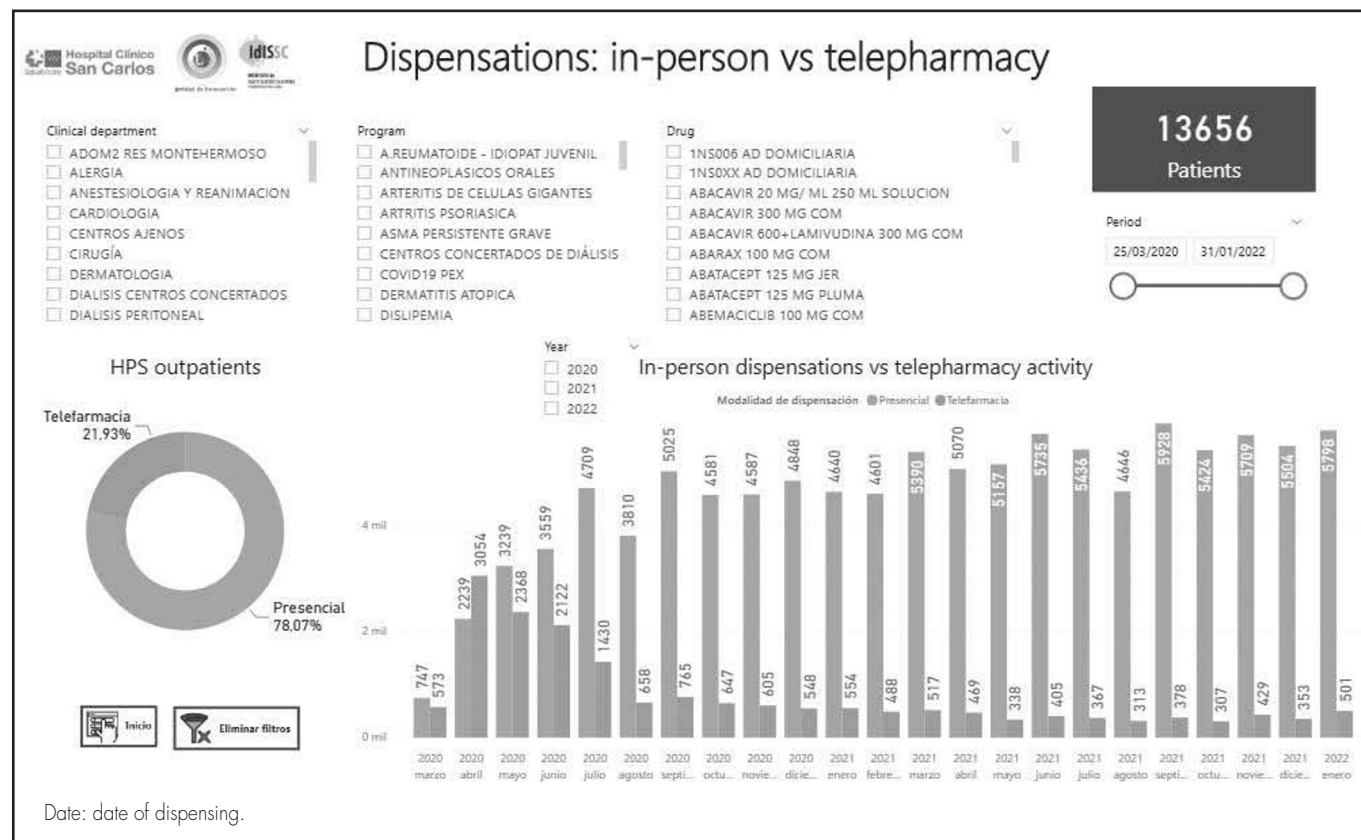 Hospital Clínico
San Carlos
IdISSC
Dispensations: in-person vs telepharmacy
13656
Patients
Clinical department
ADOM2 RES MONTEHERMOSO
ALERGIA
ANESTESIOLOGIA Y REANIMACION
CARDIOLOGIA
CENTROS AJENOS
CIRUGÍA
DERMATOLOGIA
DIALISIS CENTROS CONCERTADOS
DIALISIS PERITONEAL
Program
A.REUMATOIDE - IDIOPAT JUVENIL
ANTINEOPLASICOS ORALES
ARTERITIS DE CELULAS GIGANTES
ARTRITIS PSORIASICA
ASMA PERSISTENTE GRAVE
CENTROS CONCERTADOS DE DIÁLISIS
COVID19 PEX
DERMATITIS ATOPICA
DISLIPEMIA
Drug
1NS006 AD DOMICILIARIA
1NS0XX AD DOMICILIARIA
ABACAVIR 20 MG/ ML 250 ML SOLUCION
ABACAVIR 300 MG COM
ABACAVIR 600+LAMIVUDINA 300 MG COM
ABARAX 100 MG COM
ABATACEPT 125 MG JER
ABATACEPT 125 MG PLUMA
ABEMACICLIB 100 MG COM
Period
25/03/2020 31/01/2022
HPS outpatients
Telefarmacia
21,93%
Presencial
78,07%
Inicio
Eliminar filtros
Year
2020
2021
2022
In-person dispensations vs telepharmacy activity
Modalidad de dispensación Presencial Telefarmacia
4 mil
2 mil
0 mil
747 573 2239 3054 3239 2368 3559 2122 4709 1430 3810 658 5025 765 4581 647 4587 605 4848 548 4640 554 4601 488 5390 517 5070 469 5157 338 5735 405 5436 367 4646 313 5928 378 5424 307 5709 429 5504 353 5798 501
2020 2020 2020 2020 2020 2020 2020 2020 2020 2020 2021 2021 2021 2021 2021 2021 2021 2021 2021 2021 2021 2021 2022
marzo abril mayo junio julio agosto septi... octu... novie... dicie... enero febre... marzo abril mayo junio julio agosto septi... octu... novie... dicie... enero
Date: date of dispensing.